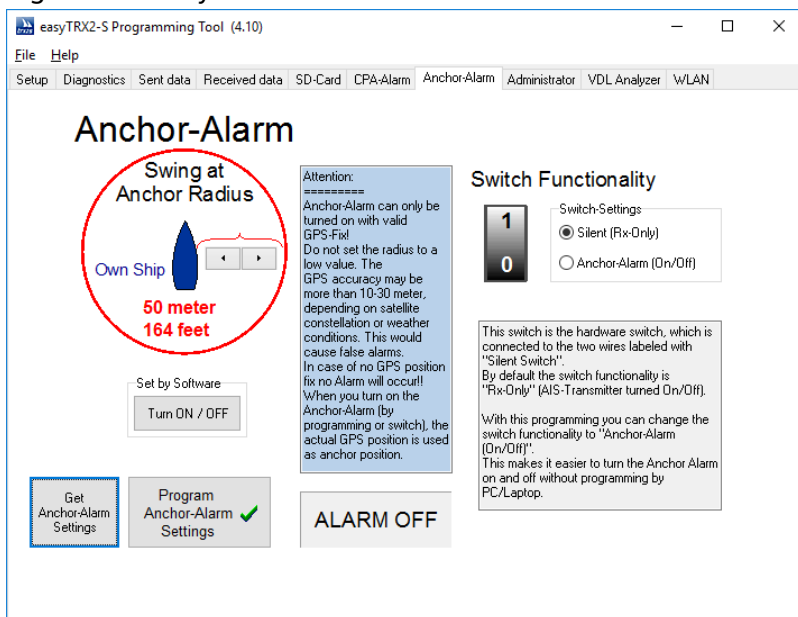 easyTRX2-S Programming Tool (4.10)
File Help
Setup Diagnostics Sent data Received data SD-Card CPA-Alarm Anchor-Alarm Administrator VDL Analyzer WLAN
Anchor-Alarm
Swing at
Anchor Radius
Own Ship
50 meter
164 feet
Set by Software
Turn ON / OFF
Get
Anchor-Alarm
Settings
Program
Anchor-Alarm
Settings
Attention:
=========
Anchor-Alarm can only be
turned on with valid
GPS-Fix!
Do not set the radius to a
low value. The
GPS accuracy may be
more than 10-30 meter,
depending on satellite
constellation or weather
conditions. This would
cause false alarms.
In case of no GPS position
fix no Alarm will occur!!
When you turn on the
Anchor-Alarm (by
programming or switch), the
actual GPS position is used
as anchor position.
ALARM OFF
Switch Functionality
1
0
Switch-Settings
Silent (Rx-Only)
Anchor-Alarm (On/Off)
This switch is the hardware switch, which is
connected to the two wires labeled with
"Silent Switch".
By default the switch functionality is
"Rx-Only" (AIS-Transmitter turned On/Off).
With this programming you can change the
switch functionality to "Anchor-Alarm
(On/Off)".
This makes it easier to turn the Anchor Alarm
on and off without programming by
PC/Laptop.